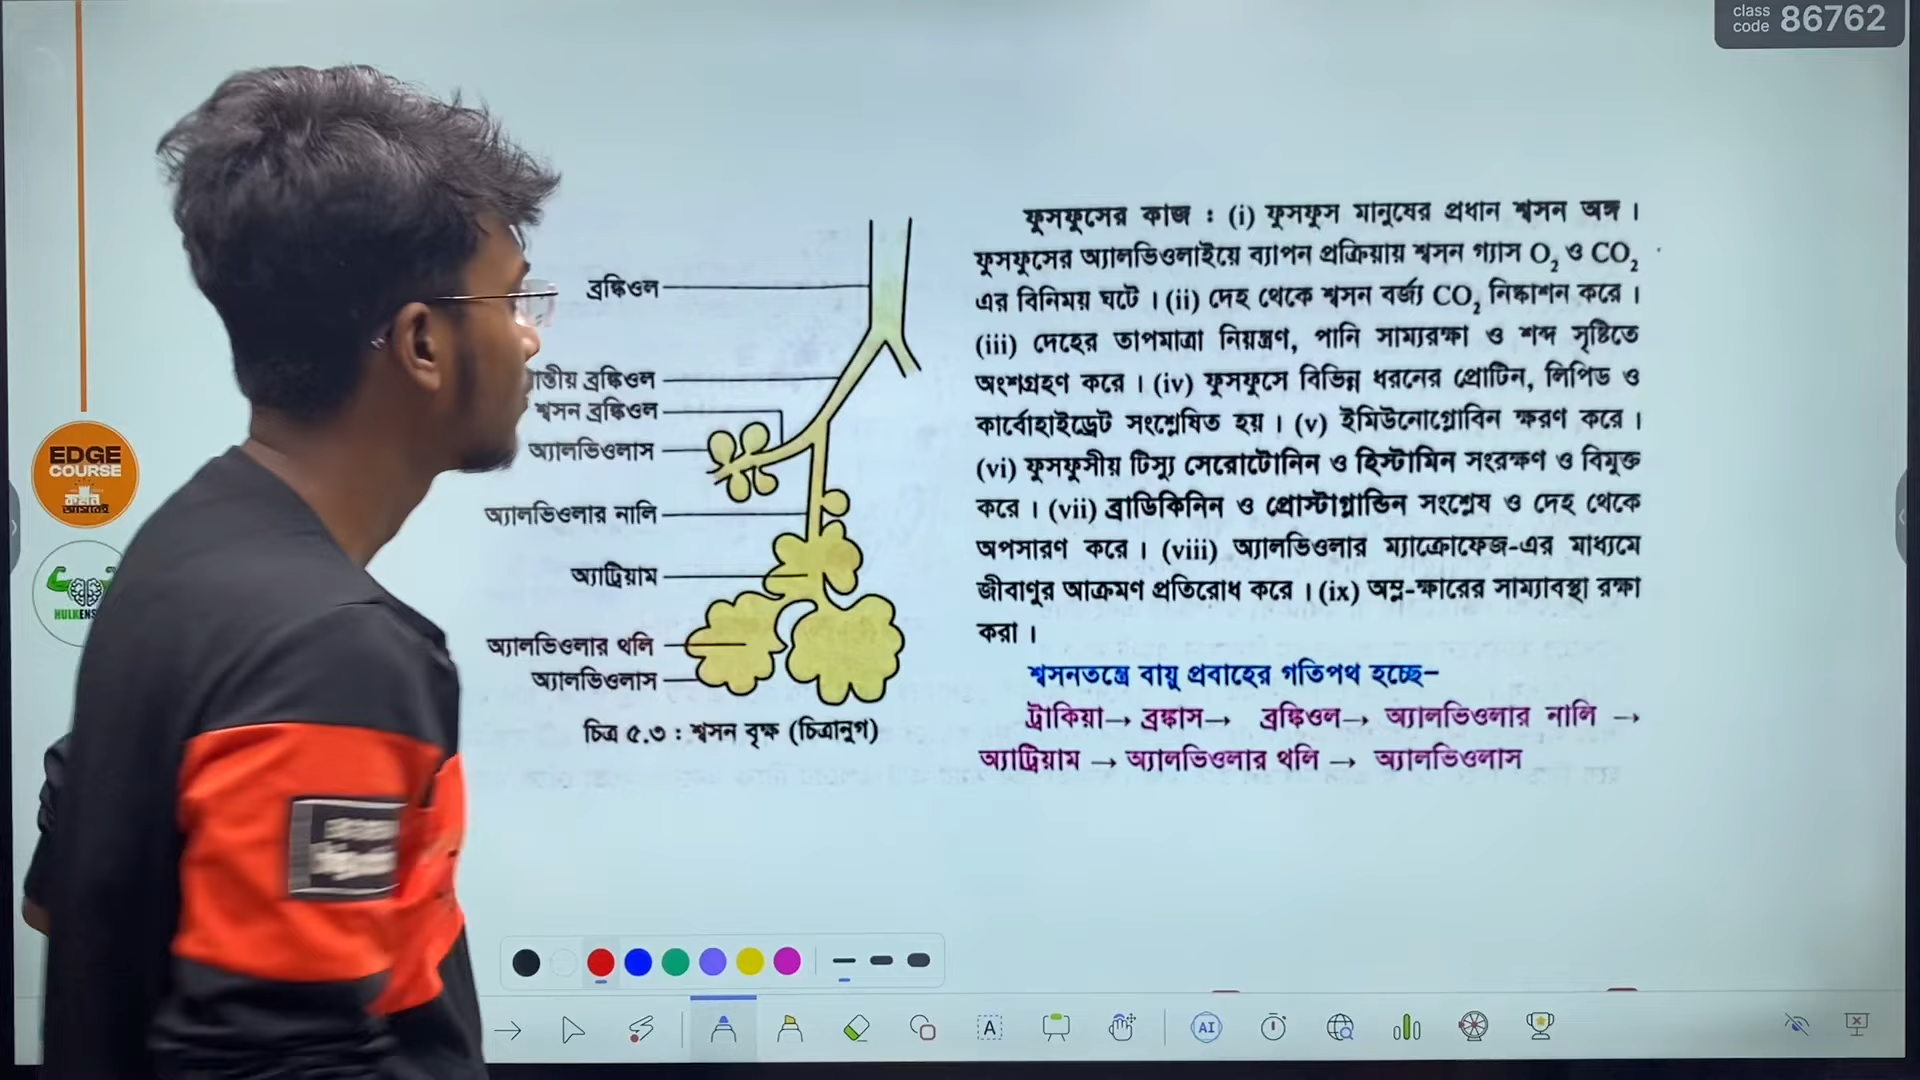 class
code 86762
EDGE
COURSE
HULKENS
ব্রঙ্কিওল
ন্তীয় ব্রঙ্কিওল
শ্বসন ব্রঙ্কিওল
অ্যালভিওলাস
অ্যালভিওলার নালি
অ্যাট্রিয়াম
অ্যালভিওলার থলি
অ্যালভিওলাস
চিত্র ৫.৩ : শ্বসন বৃক্ষ (চিত্রানুগ)
ফুসফুসের কাজ : (i) ফুসফুস মানুষের প্রধান শ্বসন অঙ্গ ।
ফুসফুসের অ্যালভিওলাইয়ে ব্যাপন প্রক্রিয়ায় শ্বসন গ্যাস O₂ ও CO₂
এর বিনিময় ঘটে । (ii) দেহ থেকে শ্বসন বর্জ্য CO₂ নিষ্কাশন করে ।
(iii) দেহের তাপমাত্রা নিয়ন্ত্রণ, পানি সাম্যরক্ষা ও শব্দ সৃষ্টিতে
অংশগ্রহণ করে । (iv) ফুসফুসে বিভিন্ন ধরনের প্রোটিন, লিপিড ও
কার্বোহাইড্রেট সংশ্লেষিত হয় । (v) ইমিউনোগ্লোবিন ক্ষরণ করে ।
(vi) ফুসফুসীয় টিস্যু সেরোটোনিন ও হিস্টামিন সংরক্ষণ ও বিমুক্ত
করে । (vii) ব্রাডিকিনিন ও প্রোস্টাগ্লান্ডিন সংশ্লেষ ও দেহ থেকে
অপসারণ করে । (viii) অ্যালভিওলার ম্যাক্রোফেজ-এর মাধ্যমে
জীবাণুর আক্রমণ প্রতিরোধ করে । (ix) অম্ল-ক্ষারের সাম্যাবস্থা রক্ষা
করা ।
শ্বসনতন্ত্রে বায়ু প্রবাহের গতিপথ হচ্ছে–
ট্রাকিয়া→ ব্রঙ্কাস→ ব্রঙ্কিওল→ অ্যালভিওলার নালি →
অ্যাট্রিয়াম → অ্যালভিওলার থলি → অ্যালভিওলাস
A
AI